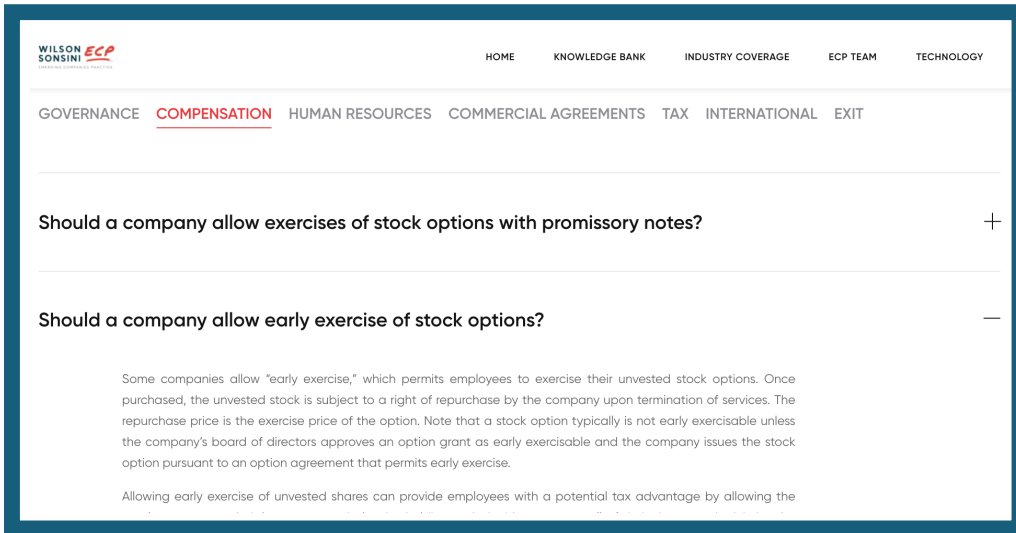 WILSON ECP
SONSINI
EMERGING COMPANIES PRACTICE
HOME KNOWLEDGE BANK INDUSTRY COVERAGE ECP TEAM TECHNOLOGY
GOVERNANCE COMPENSATION HUMAN RESOURCES COMMERCIAL AGREEMENTS TAX INTERNATIONAL EXIT
Should a company allow exercises of stock options with promissory notes?
Should a company allow early exercise of stock options?
Some companies allow “early exercise,” which permits employees to exercise their unvested stock options. Once
purchased, the unvested stock is subject to a right of repurchase by the company upon termination of services. The
repurchase price is the exercise price of the option. Note that a stock option typically is not early exercisable unless
the company’s board of directors approves an option grant as early exercisable and the company issues the stock
option pursuant to an option agreement that permits early exercise.
Allowing early exercise of unvested shares can provide employees with a potential tax advantage by allowing the